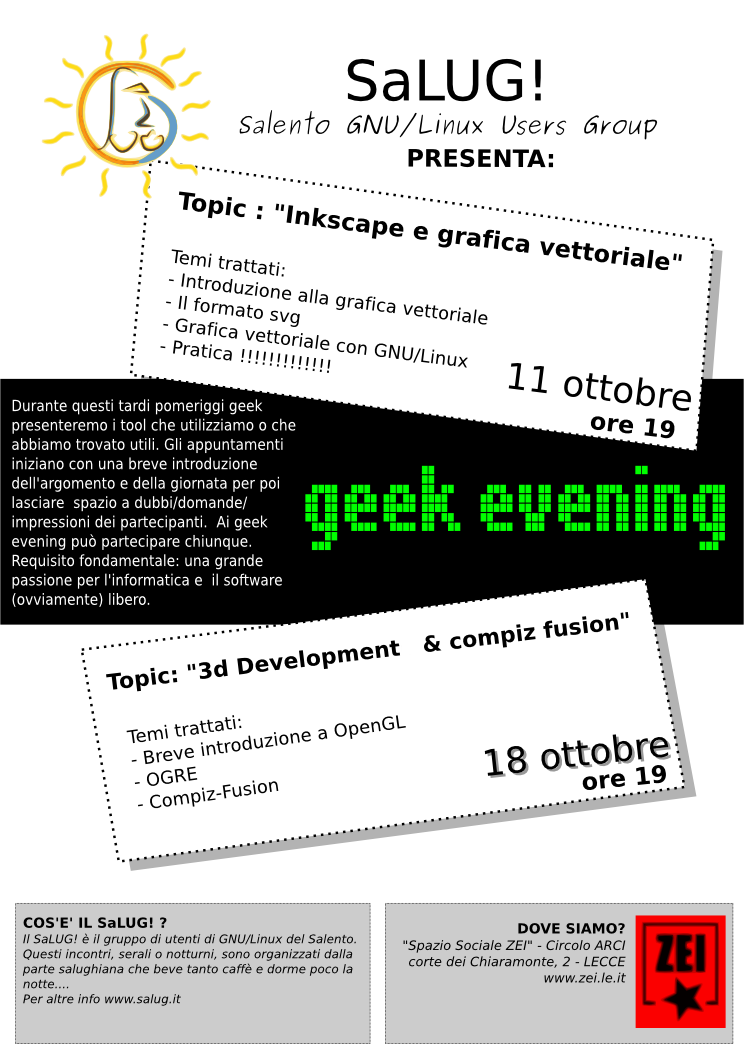 SaLUG!
Salento GNU/Linux Users Group
PRESENTA:
Topic : "Inkscape e grafica vettoriale"
Temi trattati:
- Introduzione alla grafica vettoriale
- Il formato svg
- Grafica vettoriale con GNU/Linux
- Pratica !!!!!!!!!!!!!
11 ottobre
ore 19
Durante questi tardi pomeriggi geek
presenteremo i tool che utilizziamo o che
abbiamo trovato utili. Gli appuntamenti
iniziano con una breve introduzione
dell'argomento e della giornata per poi
lasciare  spazio a dubbi/domande/
impressioni dei partecipanti.  Ai geek
evening può partecipare chiunque.
Requisito fondamentale: una grande
passione per l'informatica e  il software
(ovviamente) libero.
geek evening
Topic: "3d Development   & compiz fusion"
Temi trattati:
- Breve introduzione a OpenGL
- OGRE
- Compiz-Fusion
18 ottobre
ore 19
COS'E' IL SaLUG! ?
Il SaLUG! è il gruppo di utenti di GNU/Linux del Salento.
Questi incontri, serali o notturni, sono organizzati dalla
parte salughiana che beve tanto caffè e dorme poco la
notte....
Per altre info www.salug.it
DOVE SIAMO?
"Spazio Sociale ZEI" - Circolo ARCI
corte dei Chiaramonte, 2 - LECCE
www.zei.le.it
ZEI